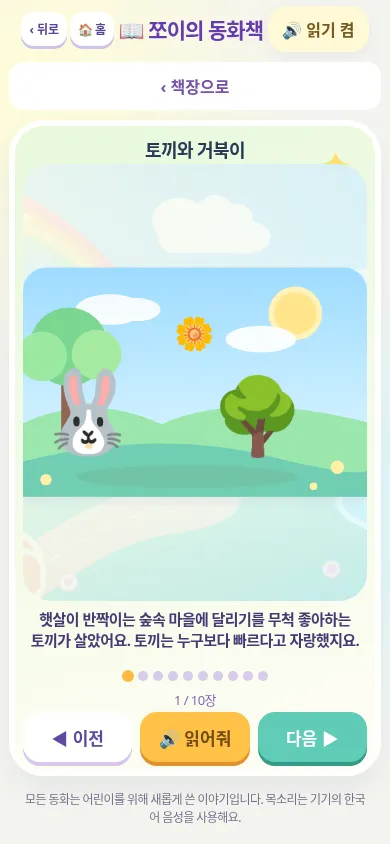 ‹ 뒤로
🏠 홈
📖 쪼이의 동화책
🔊 읽기 켬
‹ 책장으로
토끼와 거북이
햇살이 반짝이는 숲속 마을에 달리기를 무척 좋아하는
토끼가 살았어요. 토끼는 누구보다 빠르다고 자랑했지요.
1 / 10장
◀ 이전
🔊 읽어줘
다음 ▶
모든 동화는 어린이를 위해 새롭게 쓴 이야기입니다. 목소리는 기기의 한국
어 음성을 사용해요.